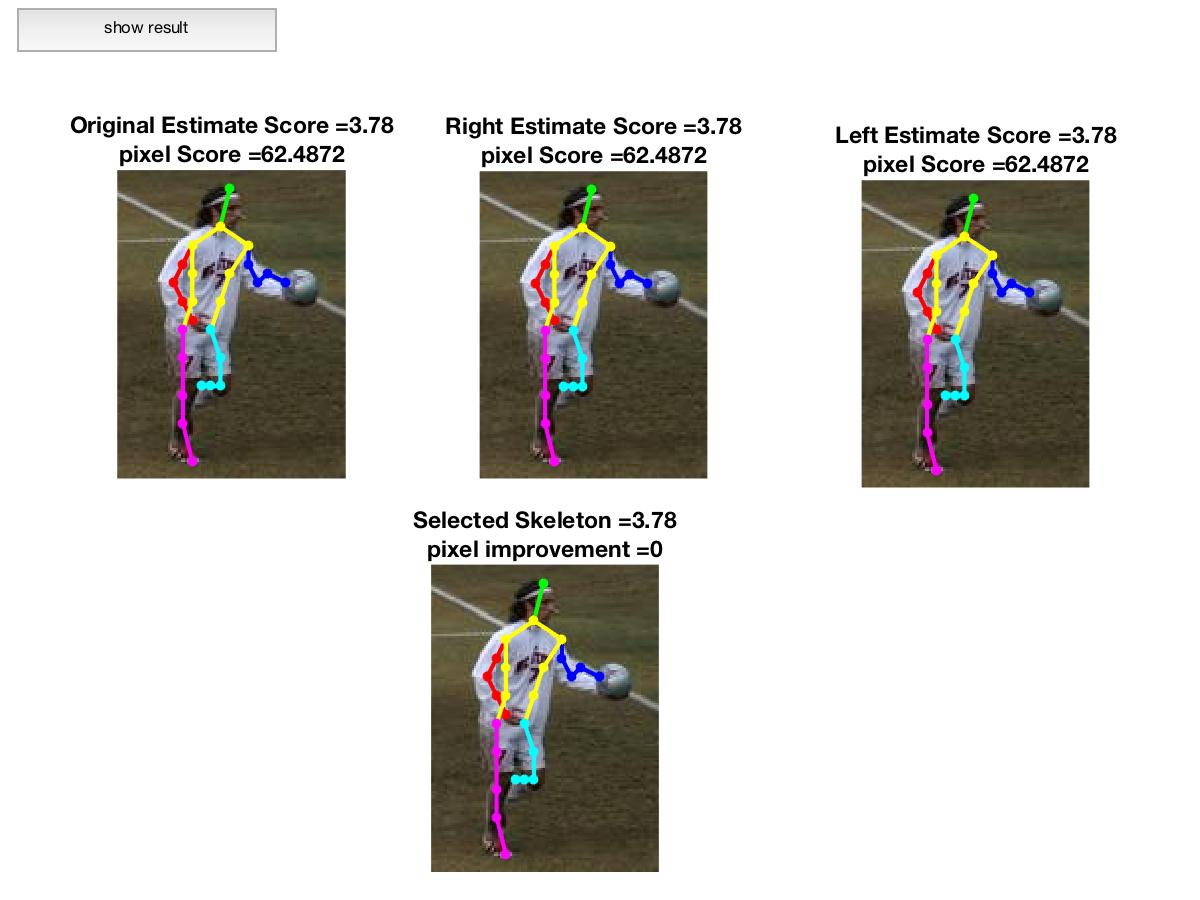 show result
Original Estimate Score =3.78
pixel Score =62.4872
Right Estimate Score =3.78
pixel Score =62.4872
Left Estimate Score =3.78
pixel Score =62.4872
Selected Skeleton =3.78
pixel improvement =0